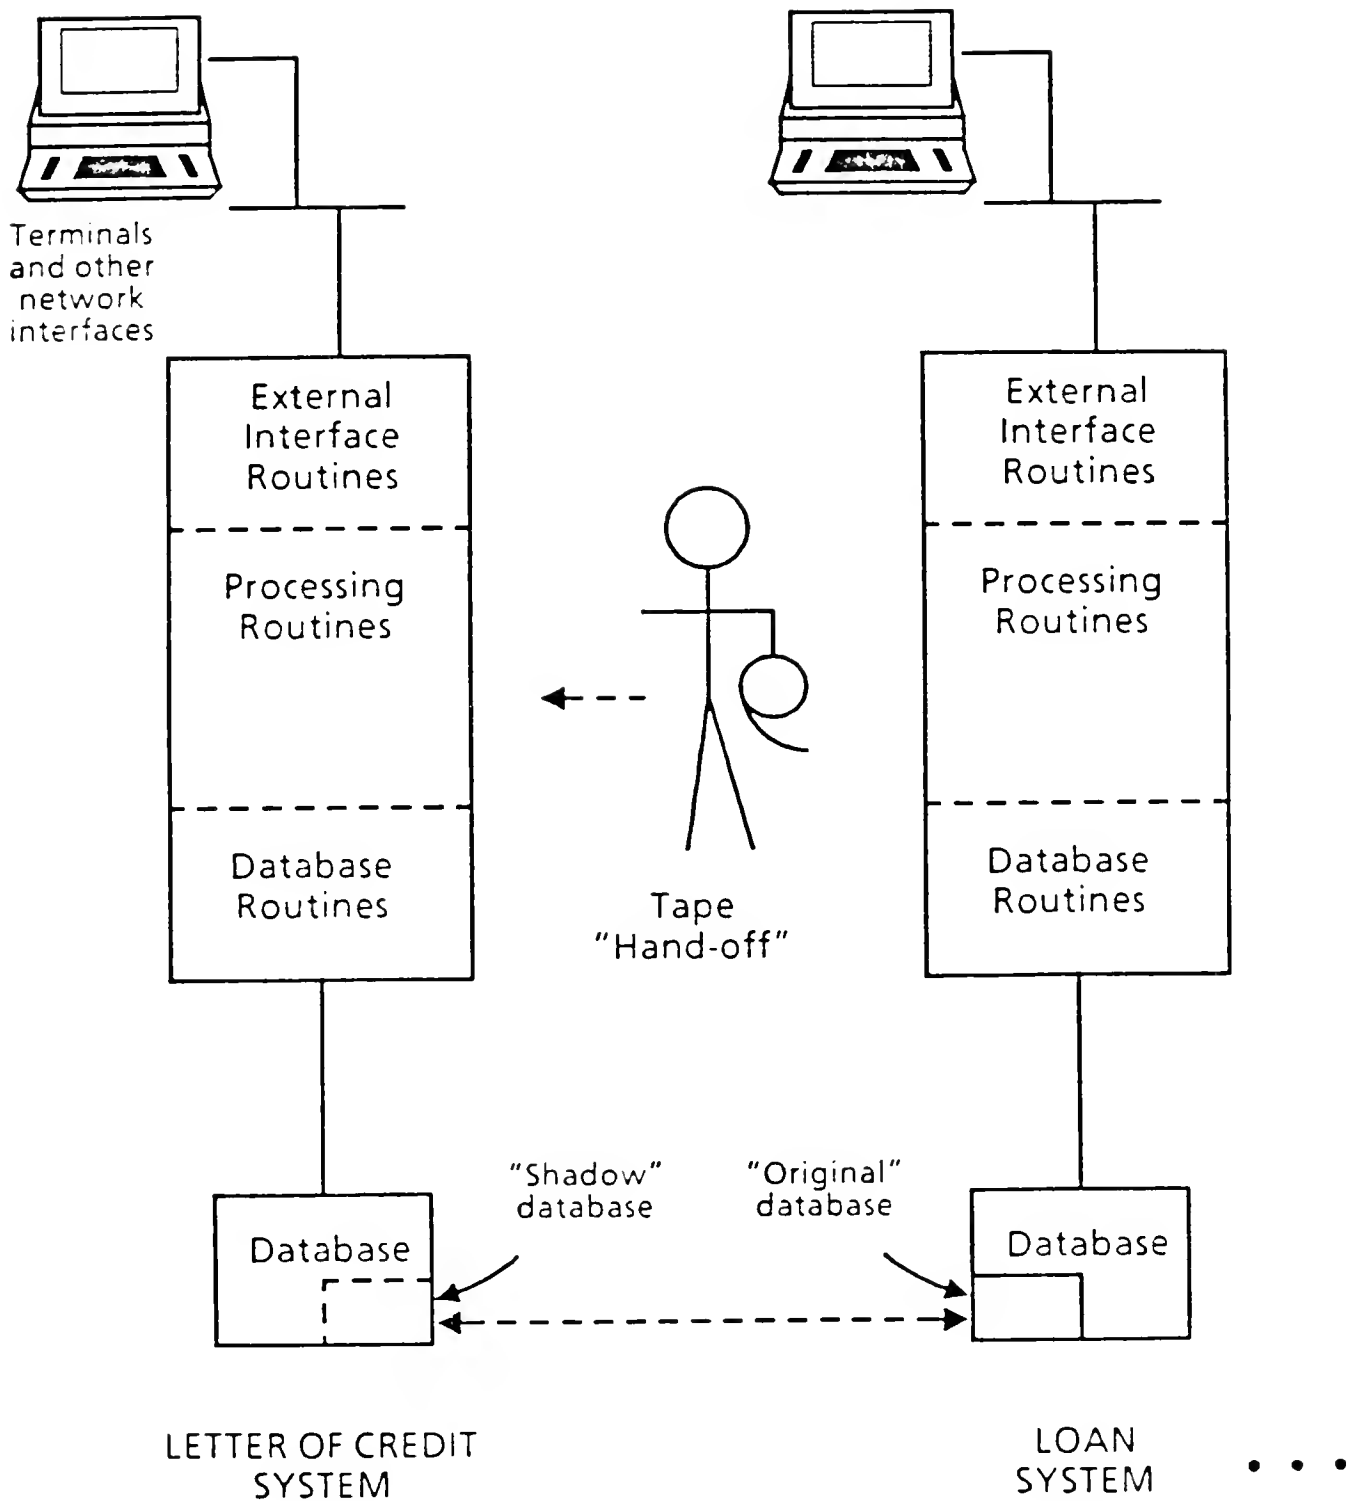 Terminals
and other
network
interfaces
External
Interface
Routines
Processing
Routines
Database
Routines
External
Interface
Routines
Processing
Routines
Database
Routines
Tape
"Hand-off"
"Shadow"
database
"Original"
database
Database
Database
LETTER OF CREDIT
SYSTEM
LOAN
SYSTEM
. . .